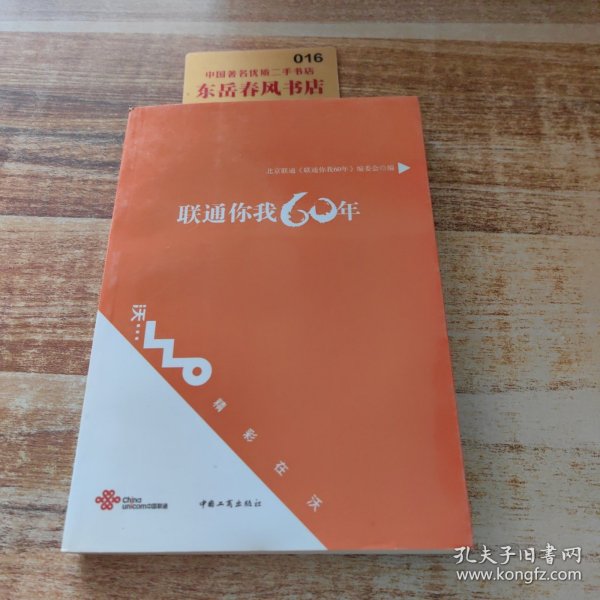 016
中国著名优质二手书店
东岳春风书店
北京联通《联通你我60年》编委会◎编
联通你我60年
沃...
wo
精彩在沃
China
unicom中国联通
中国工商出版社
孔夫子旧书网
www.kongfz.com